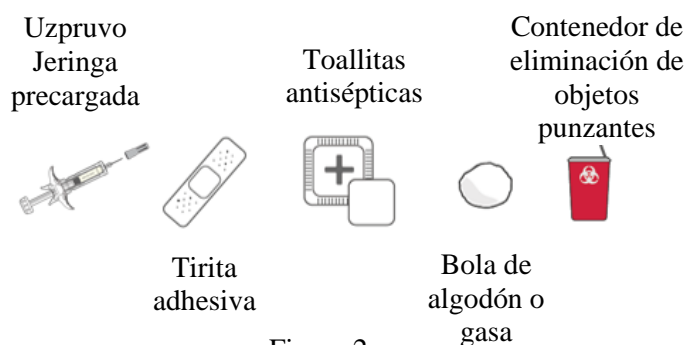 Uzpruvo
Jeringa
precargada
Toallitas
antisépticas
Contenedor de
eliminación de
objetos
punzantes
Tirita
adhesiva
Bola de
algodón o
gasa